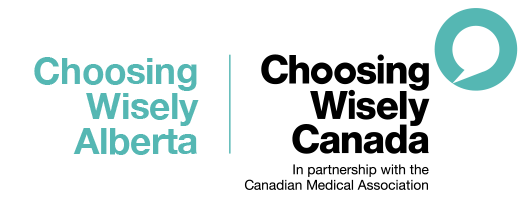 Choosing
Wisely
Alberta
Choosing
Wisely
Canada
In partnership with the
Canadian Medical Association